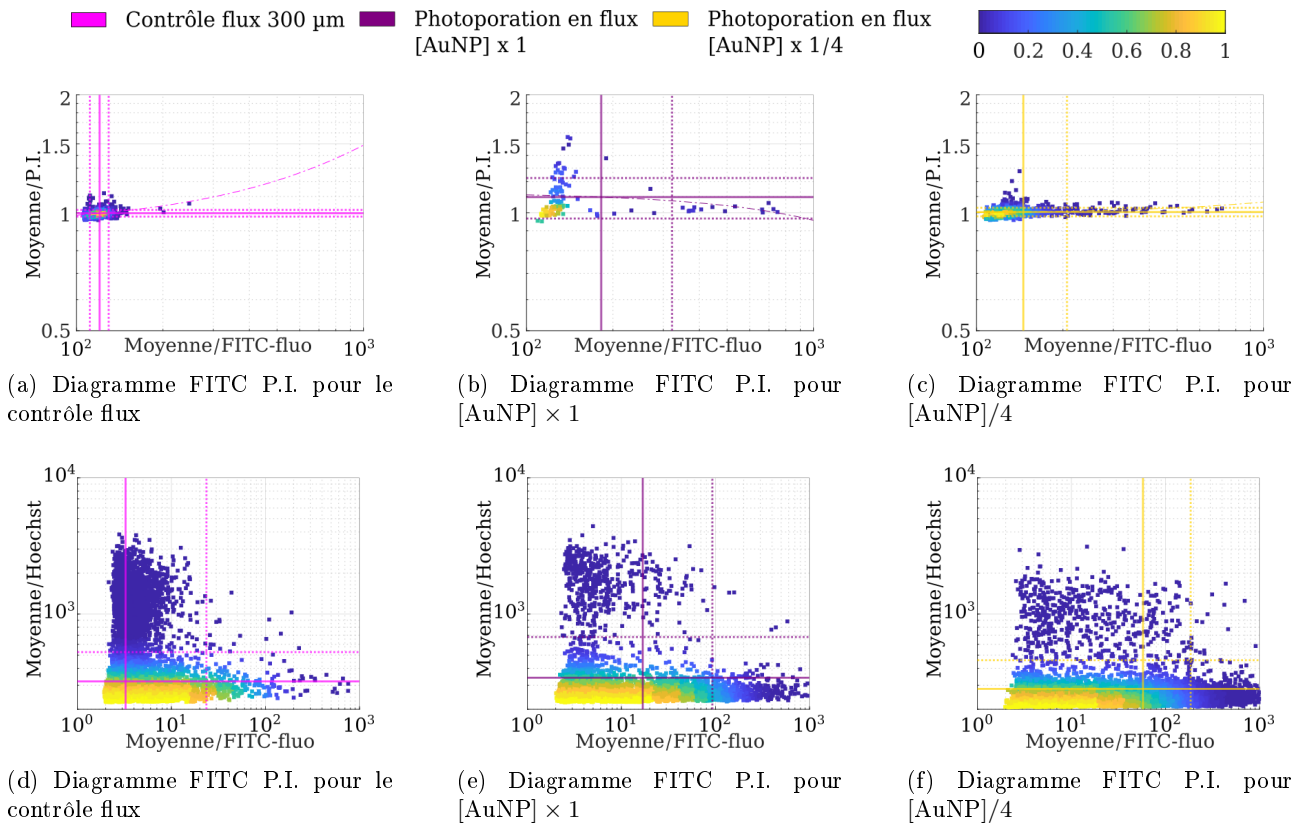 Contrôle flux 300 µm
Photoporation en flux
[AuNP] x 1
Photoporation en flux
[AuNP] x 1/4
0 0.2 0.4 0.6 0.8 1
2
1.5
1
0.5
Moyenne/P.I.
10² 10³
Moyenne/FITC-fluo
(a) Diagramme FITC P.I. pour le
contrôle flux
2
1.5
1
0.5
Moyenne/P.I.
10² 10³
Moyenne/FITC-fluo
(b) Diagramme FITC P.I. pour
[AuNP] × 1
2
1.5
1
0.5
Moyenne/P.I.
10² 10³
Moyenne/FITC-fluo
(c) Diagramme FITC P.I. pour
[AuNP]/4
10⁴
10³
Moyenne/Hoechst
10⁰ 10¹ 10² 10³
Moyenne/FITC-fluo
(d) Diagramme FITC P.I. pour le
contrôle flux
10⁴
10³
Moyenne/Hoechst
10⁰ 10¹ 10² 10³
Moyenne/FITC-fluo
(e) Diagramme FITC P.I. pour
[AuNP] × 1
10⁴
10³
Moyenne/Hoechst
10⁰ 10¹ 10² 10³
Moyenne/FITC-fluo
(f) Diagramme FITC P.I. pour
[AuNP]/4